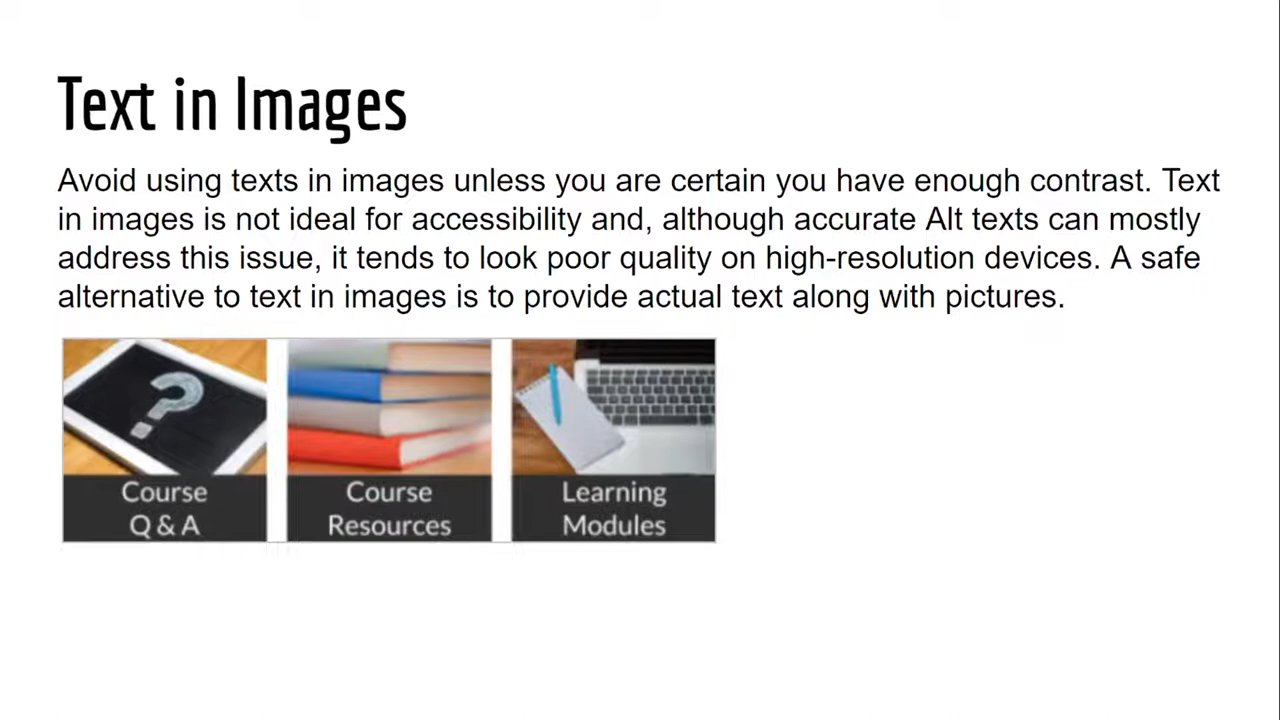 Text in Images
Avoid using texts in images unless you are certain you have enough contrast. Text
in images is not ideal for accessibility and, although accurate Alt texts can mostly
address this issue, it tends to look poor quality on high-resolution devices. A safe
alternative to text in images is to provide actual text along with pictures.
?
Course
Q & A
Course
Resources
Learning
Modules